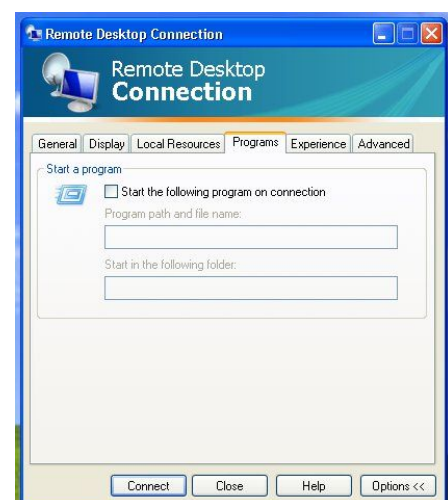 Remote Desktop Connection
Remote Desktop
Connection
General Display Local Resources Programs Experience Advanced
Start a program
Start the following program on connection
Program path and file name:
Start in the following folder:
Connect Close Help Options <<